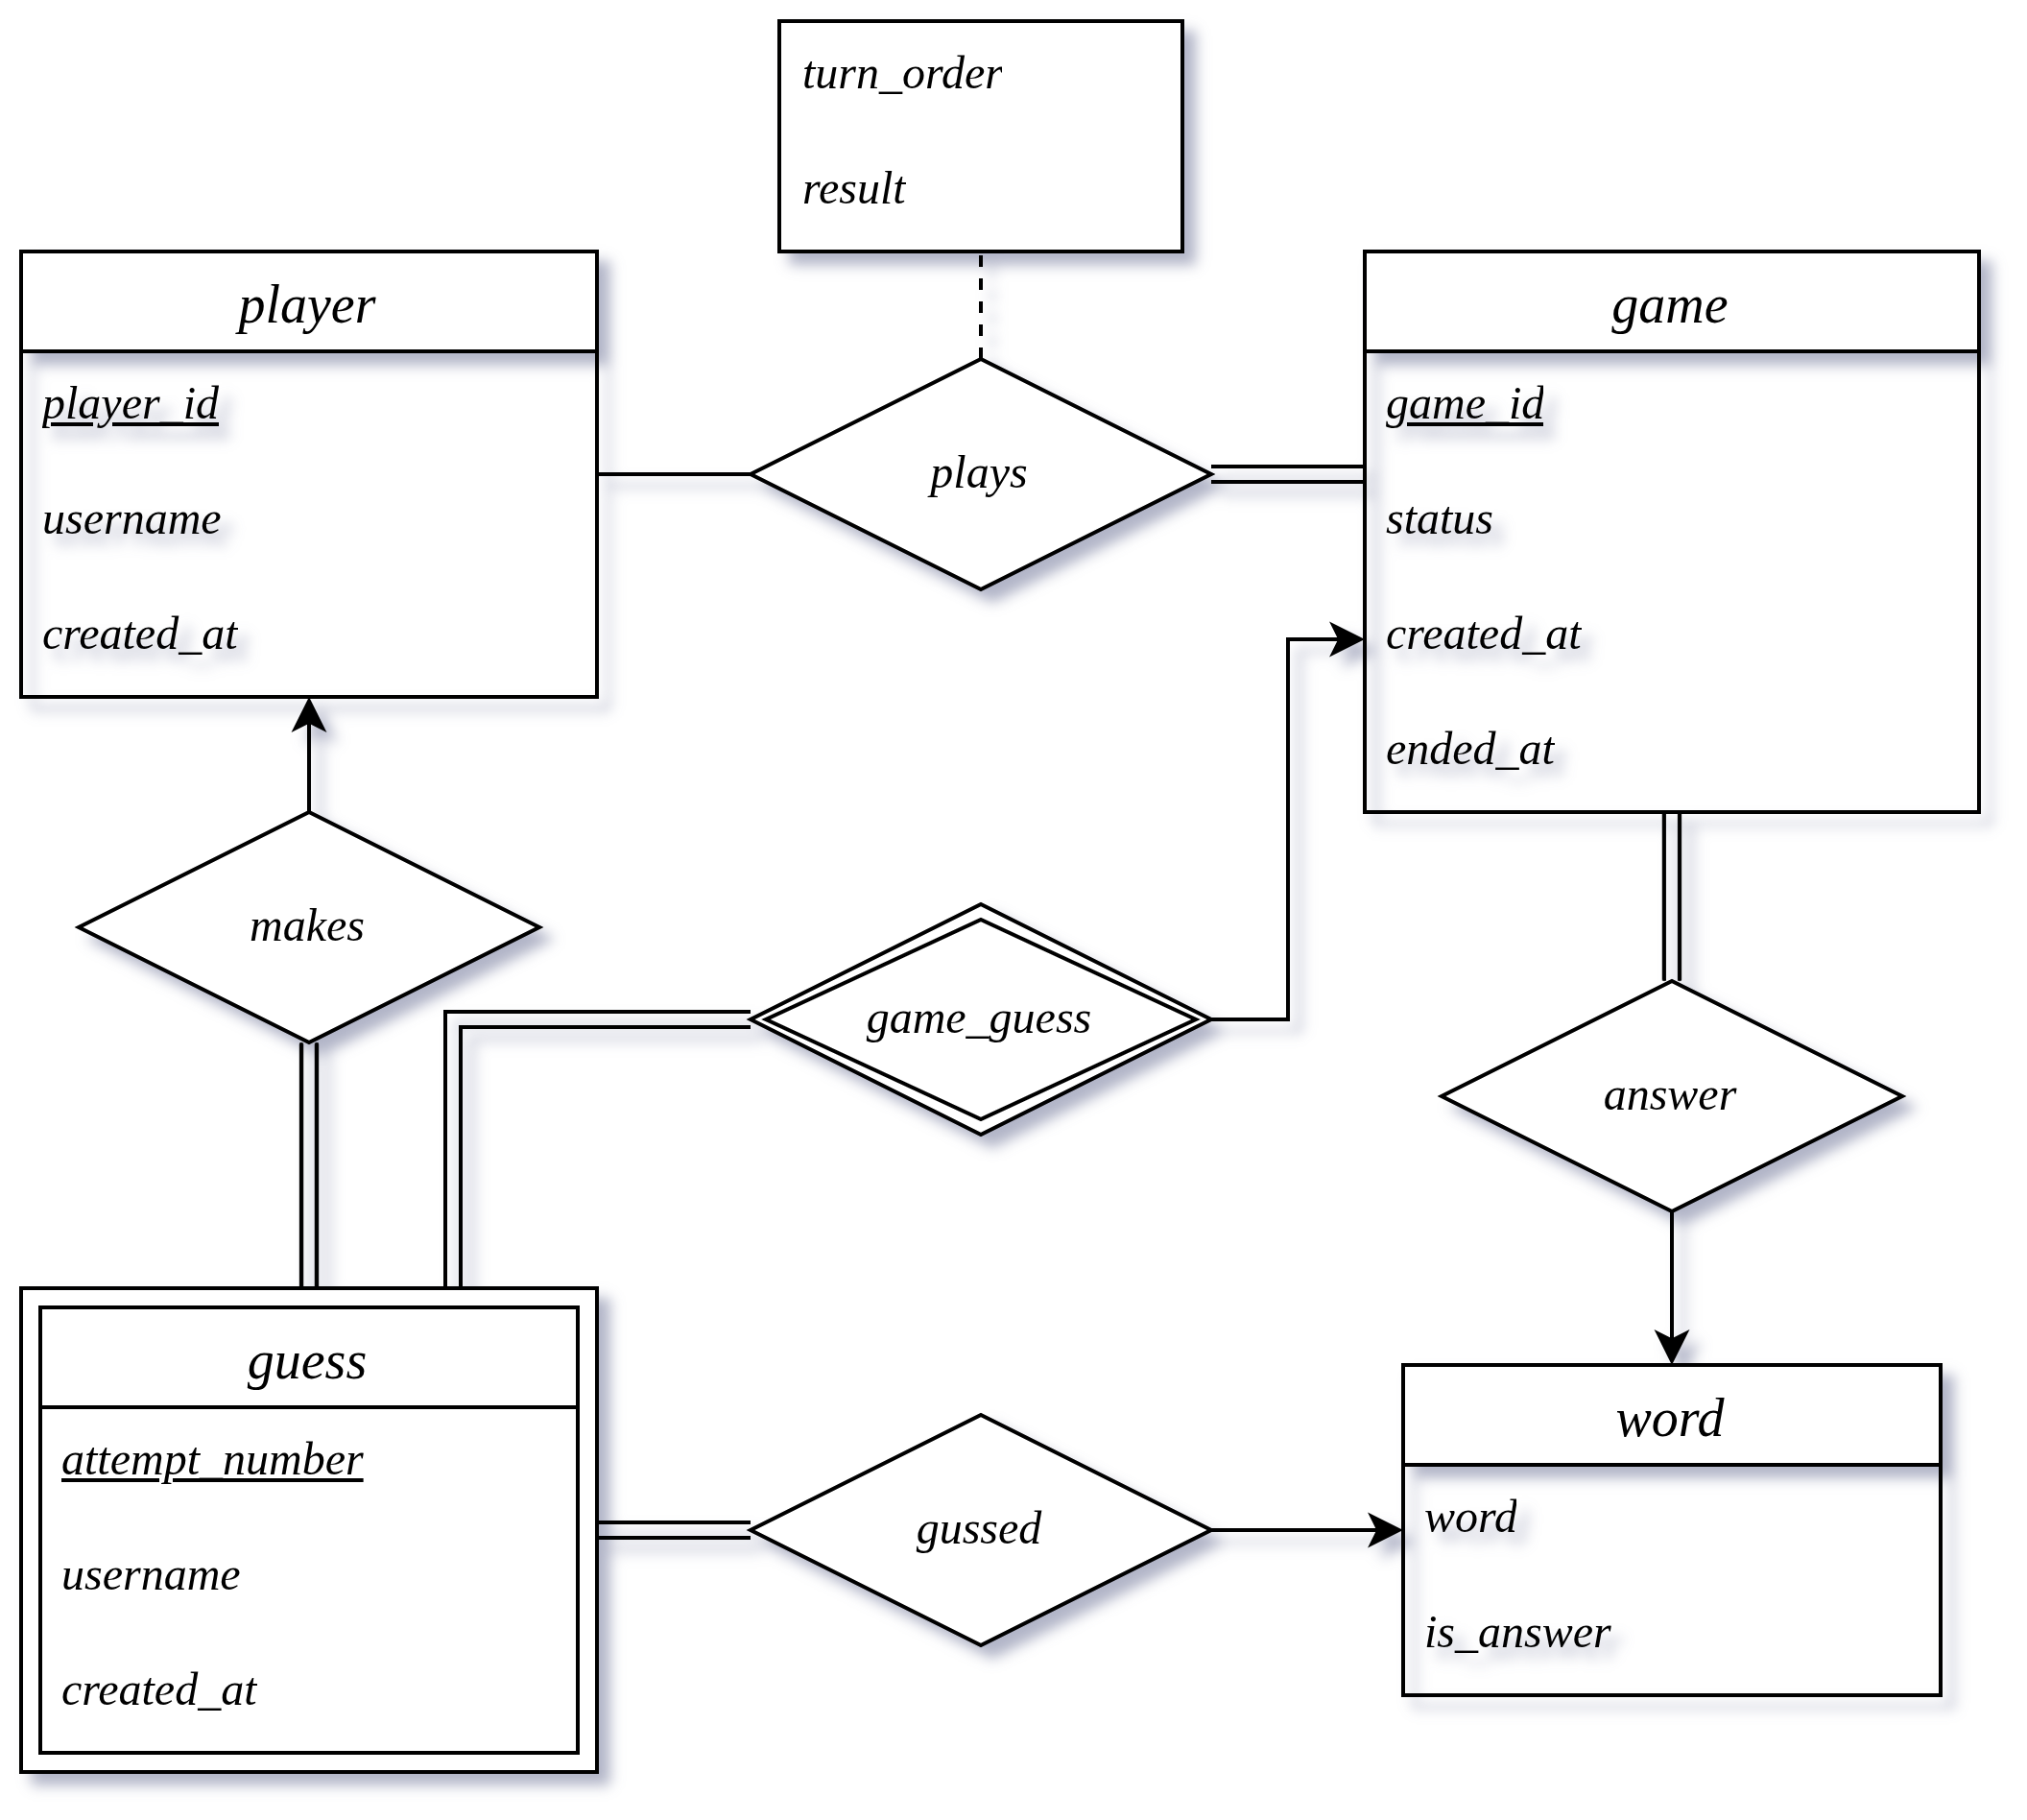 turn_order
result
player
player_id
username
created_at
plays
game
game_id
status
created_at
ended_at
makes
game_guess
answer
guess
attempt_number
username
created_at
gussed
word
word
is_answer